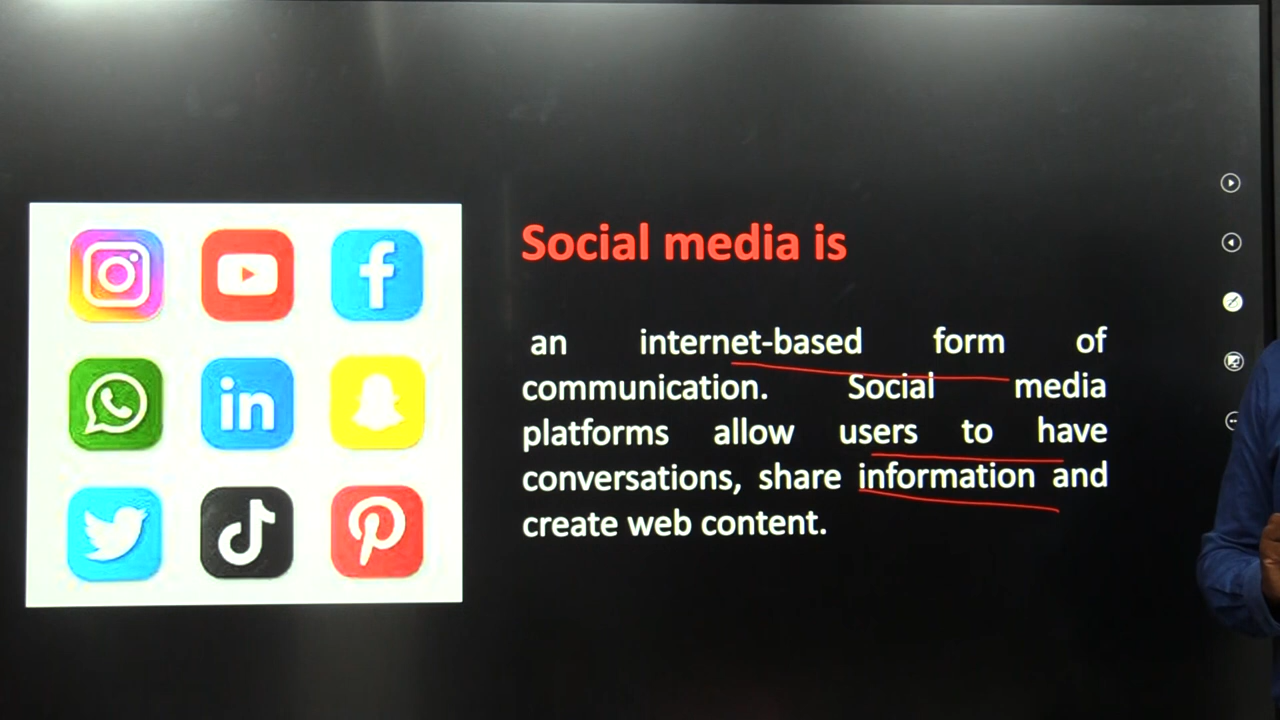 Social media is
an internet-based form of
communication. Social media
platforms allow users to have
conversations, share information and
create web content.
in